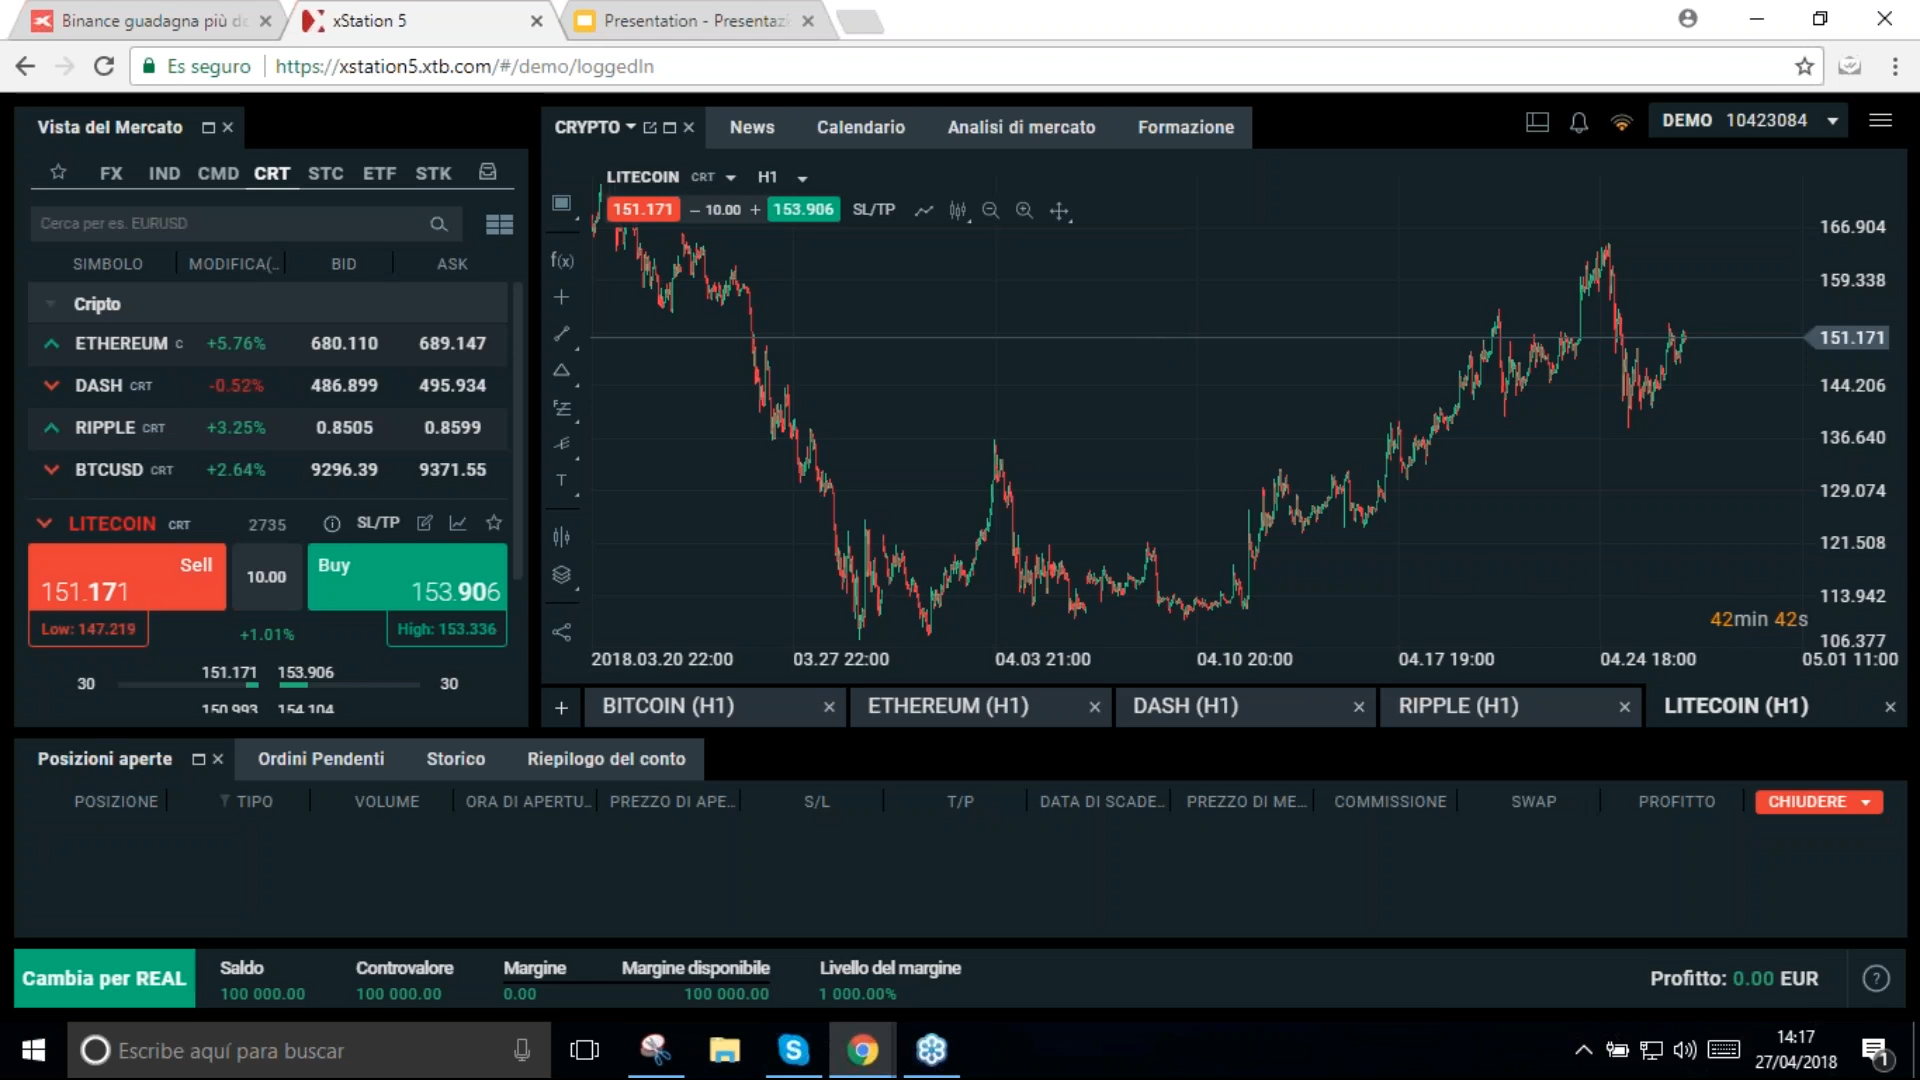 Binance guadagna più d
xStation 5
Presentation - Presentaz
Es seguro
https://xstation5.xtb.com/#/demo/loggedIn
Vista del Mercato
CRYPTO
News
Calendario
Analisi di mercato
Formazione
DEMO 10423084
FX IND CMD CRT STC ETF STK
Cerca per es. EURUSD
SIMBOLO MODIFICA(.. BID ASK
Cripto
ETHEREUM C +5.76% 680.110 689.147
DASH CRT -0.52% 486.899 495.934
RIPPLE CRT +3.25% 0.8505 0.8599
BTCUSD CRT +2.64% 9296.39 9371.55
LITECOIN CRT 2735 SL/TP
Sell
151.171
10.00
Buy
153.906
Low: 147.219
+1.01%
High: 153.336
151.171 153.906
30 30
150.993 154.104
LITECOIN CRT H1
151.171 – 10.00 + 153.906 SL/TP
f(x)
T
166.904
159.338
151.171
144.206
136.640
129.074
121.508
113.942
106.377
42min 42s
2018.03.20 22:00
03.27 22:00
04.03 21:00
04.10 20:00
04.17 19:00
04.24 18:00
05.01 11:00
+
BITCOIN (H1)
ETHEREUM (H1)
DASH (H1)
RIPPLE (H1)
LITECOIN (H1)
Posizioni aperte
Ordini Pendenti
Storico
Riepilogo del conto
POSIZIONE TIPO VOLUME ORA DI APERTU.. PREZZO DI APE.. S/L T/P DATA DI SCADE.. PREZZO DI ME... COMMISSIONE SWAP PROFITTO CHIUDERE
Cambia per REAL
Saldo
100 000.00
Controvalore
100 000.00
Margine
0.00
Margine disponibile
100 000.00
Livello del margine
1 000.00%
Profitto: 0.00 EUR
?
Escribe aquí para buscar
14:17
27/04/2018
1